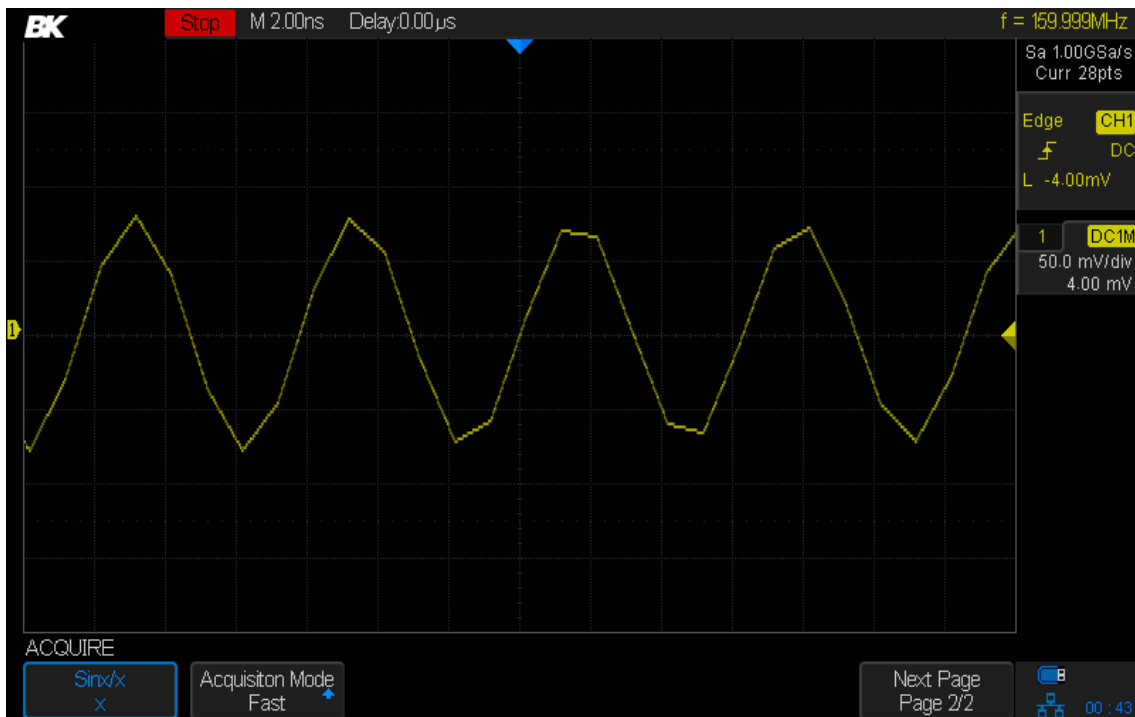 BK Stop M 2.00ns Delay:0.00µs f = 159.999MHz
Sa 1.00GSa/s
Curr 28pts
Edge CH1
DC
L -4.00mV
1 DC1M
50.0 mV/div
4.00 mV
1
ACQUIRE
Sinx/x Acquisiton Mode Next Page
x Fast Page 2/2
00:43